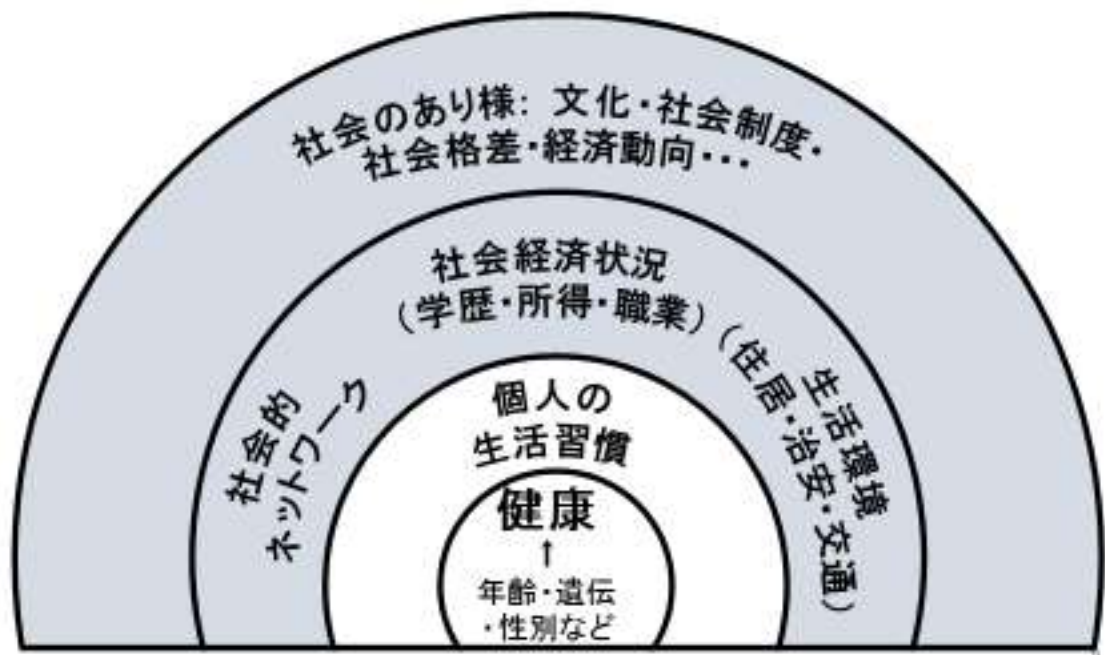 社会のあり様: 文化・社会制度・
社会格差・経済動向・・・
社会経済状況
(学歴・所得・職業)
社会的
ネットワーク
生活環境
(住居・治安・交通)
個人の
生活習慣
健康
↑
年齢・遺伝
・性別など